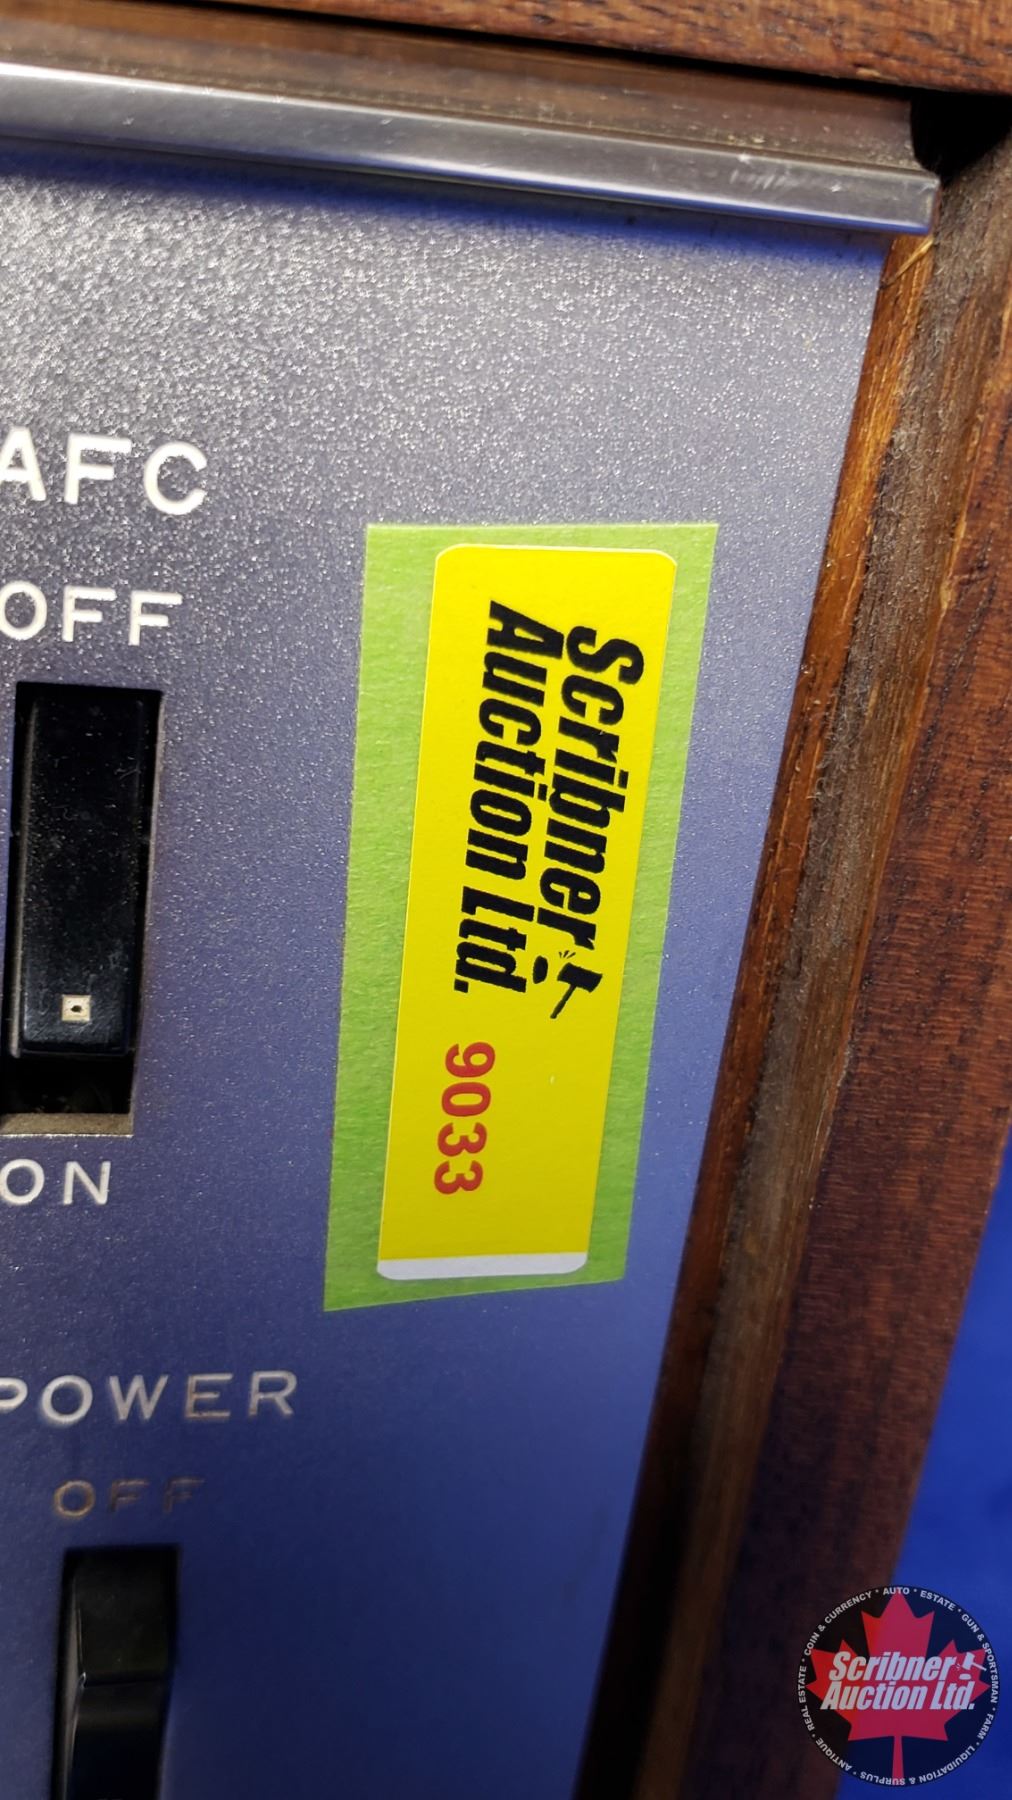 AFC
OFF
ON
Scribner
Auction Ltd.
9033
POWER
OFF
Scribner
Auction Ltd.
ANTIQUE • REAL ESTATE • COIN & CURRENCY • AUTO • ESTATE • GUN & SPORTSMAN • FARM • LIQUIDATION & SURPLUS •